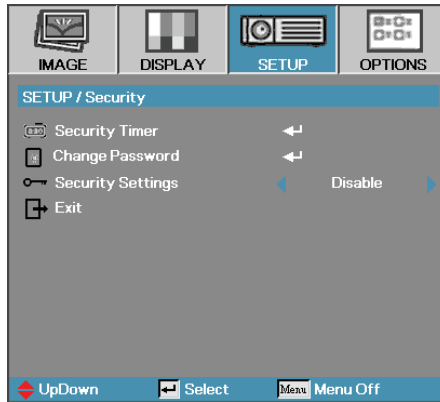 IMAGE DISPLAY SETUP OPTIONS
SETUP / Security
Security Timer
Change Password
Security Settings Disable
Exit
UpDown Select Menu Menu Off